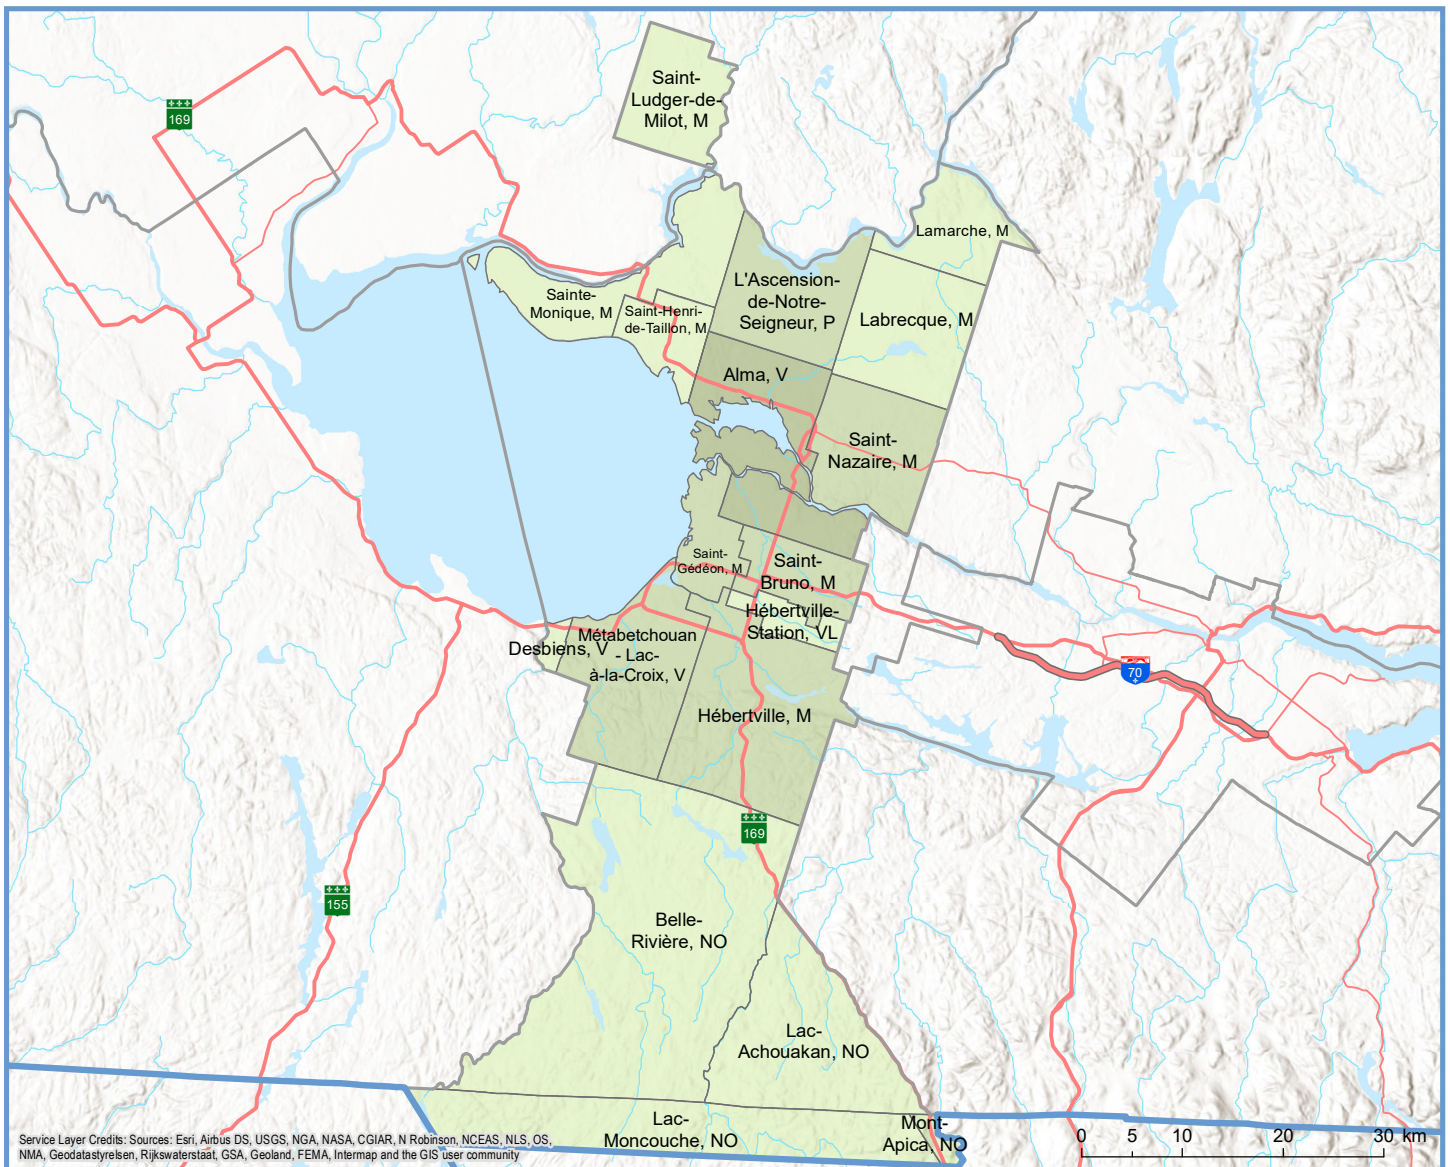 Saint-
Ludger-de-
Milot, M
169
Lamarche, M
L'Ascension-
de-Notre-
Seigneur, P
Sainte-
Monique, M
Saint-Henri-
de-Taillon, M
Labrecque, M
Alma, V
Saint-
Nazaire, M
Saint-
Gédéon, M
Saint-
Bruno, M
Hébertville-
Station, VL
Desbiens, V
Métabetchouan
- Lac-
à-la-Croix, V
70
Hébertville, M
169
155
Belle-
Rivière, NO
Lac-
Achouakan, NO
Lac-
Moncouche, NO
Mont-
Apica, NO
0 5 10 20 30 km
Service Layer Credits: Sources: Esri, Airbus DS, USGS, NGA, NASA, CGIAR, N Robinson, NCEAS, NLS, OS,
NMA, Geodatastyrelsen, Rijkswaterstaat, GSA, Geoland, FEMA, Intermap and the GIS user community